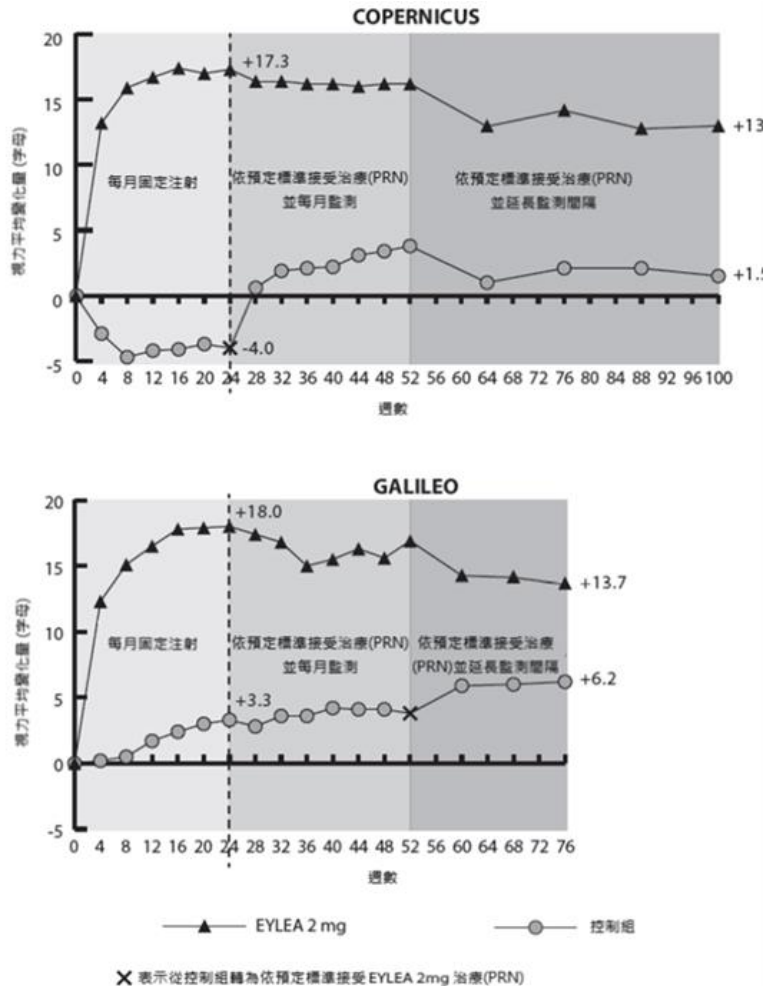 COPERNICUS
視力平均變化量 (字母)
20
15
10
5
0
-5
+17.3
-4.0
+13
+1.5
每月固定注射
依預定標準接受治療(PRN)
並每月監測
依預定標準接受治療(PRN)
並延長監測間隔
0 4 8 12 16 20 24 28 32 36 40 44 48 52 56 60 64 68 72 76 80 84 88 92 96 100
週數
GALILEO
視力平均變化量 (字母)
20
15
10
5
0
-5
+18.0
+3.3
+13.7
+6.2
每月固定注射
依預定標準接受治療(PRN)
並每月監測
依預定標準接受治療
(PRN)並延長監測間隔
0 4 8 12 16 20 24 28 32 36 40 44 48 52 56 60 64 68 72 76
週數
EYLEA 2 mg
控制組
表示從控制組轉為依預定標準接受EYLEA 2mg 治療(PRN)